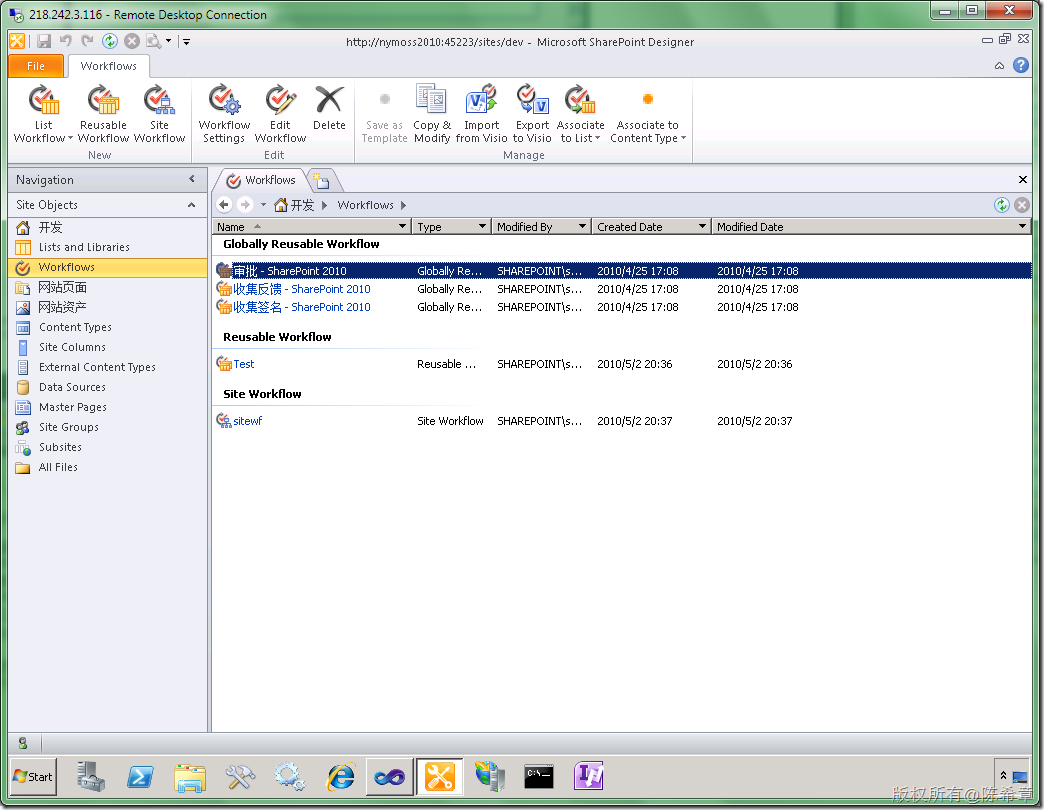 218.242.3.116 - Remote Desktop Connection
http://nymoss2010:45223/sites/dev - Microsoft SharePoint Designer
File Workflows
List Workflow Reusable Workflow Site Workflow Workflow Settings Edit Workflow Delete Save as Template Copy & Modify Import from Visio Export to Visio Associate to List Associate to Content Type
New Edit Manage
Navigation
Site Objects
开发
Lists and Libraries
Workflows
网站页面
网站资产
Content Types
Site Columns
External Content Types
Data Sources
Master Pages
Site Groups
Subsites
All Files
Workflows
开发 Workflows
Name Type Modified By Created Date Modified Date
Globally Reusable Workflow
审批 - SharePoint 2010 Globally Re... SHAREPOINT\s... 2010/4/25 17:08 2010/4/25 17:08
收集反馈 - SharePoint 2010 Globally Re... SHAREPOINT\s... 2010/4/25 17:08 2010/4/25 17:08
收集签名 - SharePoint 2010 Globally Re... SHAREPOINT\s... 2010/4/25 17:08 2010/4/25 17:08
Reusable Workflow
Test Reusable ... SHAREPOINT\s... 2010/5/2 20:36 2010/5/2 20:36
Site Workflow
sitewf Site Workflow SHAREPOINT\s... 2010/5/2 20:37 2010/5/2 20:37
Start
C:\
版权所有@陈希章